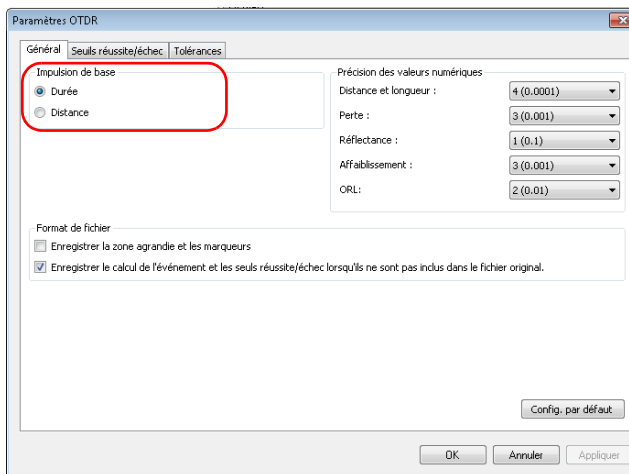 Paramètres OTDR
Général Seuils réussite/échec Tolérances
Impulsion de base
Durée
Distance
Précision des valeurs numériques
Distance et longueur : 4 (0.0001)
Perte : 3 (0.001)
Réflectance : 1 (0.1)
Affaiblissement : 3 (0.001)
ORL: 2 (0.01)
Format de fichier
Enregistrer la zone agrandie et les marqueurs
Enregistrer le calcul de l'événement et les seuils réussite/échec lorsqu'ils ne sont pas inclus dans le fichier original.
Config. par défaut
OK Annuler Appliquer